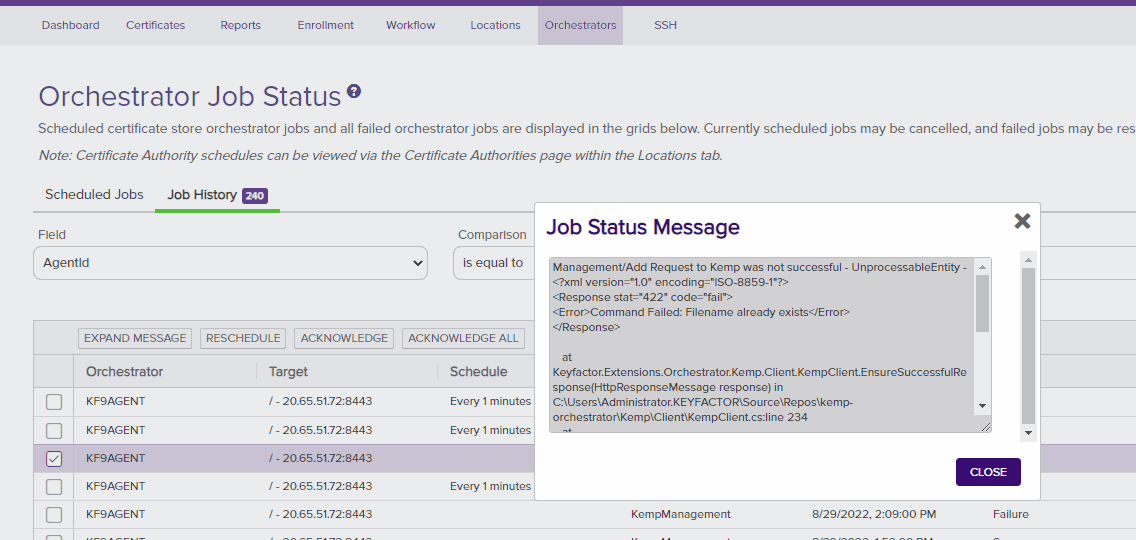 Dashboard Certificates Reports Enrollment Workflow Locations Orchestrators SSH
Orchestrator Job Status ?
Scheduled certificate store orchestrator jobs and all failed orchestrator jobs are displayed in the grids below. Currently scheduled jobs may be cancelled, and failed jobs may be res
Note: Certificate Authority schedules can be viewed via the Certificate Authorities page within the Locations tab.
Scheduled Jobs Job History 240
Field Comparison
AgentId is equal to
EXPAND MESSAGE RESCHEDULE ACKNOWLEDGE ACKNOWLEDGE ALL
Orchestrator Target Schedule
KF9AGENT / - 20.65.51.72:8443 Every 1 minutes
KF9AGENT / - 20.65.51.72:8443 Every 1 minutes
KF9AGENT / - 20.65.51.72:8443
KF9AGENT / - 20.65.51.72:8443 Every 1 minutes
KF9AGENT / - 20.65.51.72:8443 KempManagement 8/29/2022, 2:09:00 PM Failure
Job Status Message
Management/Add Request to Kemp was not successful - UnprocessableEntity -
<?xml version="1.0" encoding="ISO-8859-1"?>
<Response stat="422" code="fail">
<Error>Command Failed: Filename already exists</Error>
</Response>
at
Keyfactor.Extensions.Orchestrator.Kemp.Client.KempClient.EnsureSuccessfulRe
sponse(HttpResponseMessage response) in
C:\Users\Administrator.KEYFACTOR\Source\Repos\kemp-
orchestrator\Kemp\Client\KempClient.cs:line 234
CLOSE